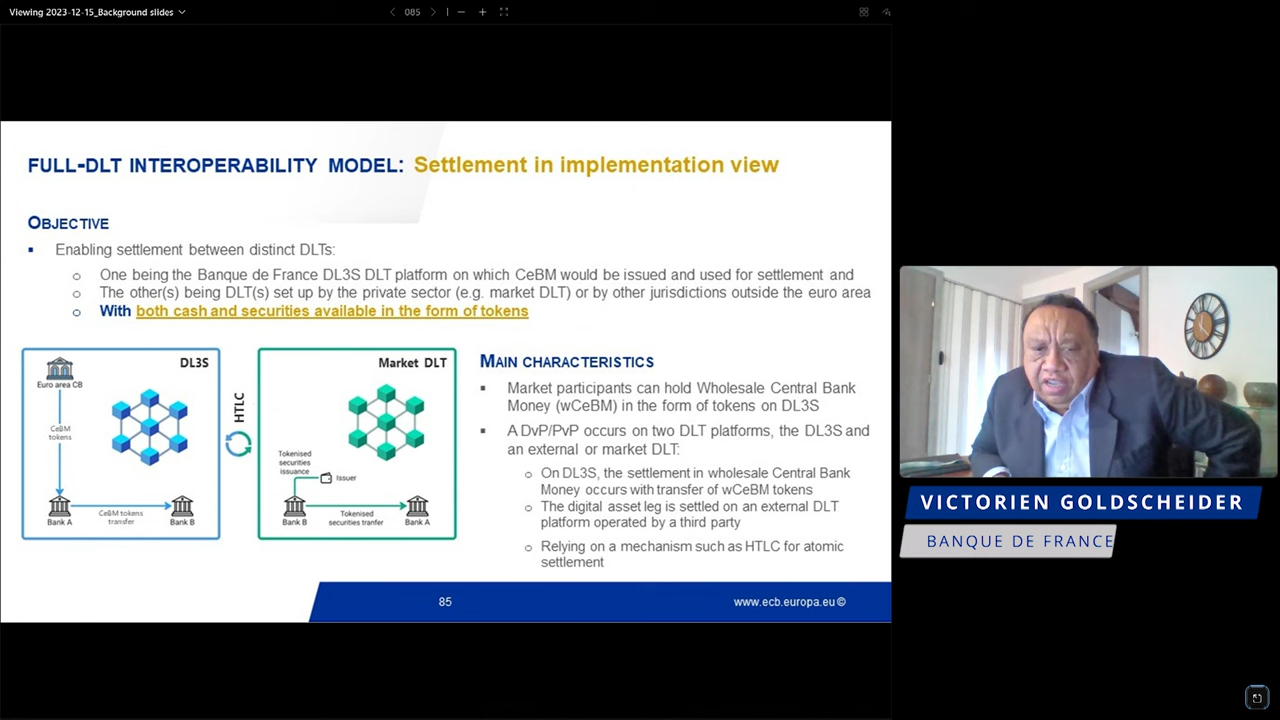 Viewing 2023-12-15_Background slides
085
FULL-DLT INTEROPERABILITY MODEL: Settlement in implementation view
OBJECTIVE
Enabling settlement between distinct DLTs:
One being the Banque de France DL3S DLT platform on which CeBM would be issued and used for settlement and
The other(s) being DLT(s) set up by the private sector (e.g. market DLT) or by other jurisdictions outside the euro area
With both cash and securities available in the form of tokens
DL3S
Euro area CB
CeBM
tokens
Bank A
CeBM tokens
transfer
Bank B
HTLC
Market DLT
Tokenised
securities
issuance
Issuer
Bank B
Tokenised
securities tranfer
Bank A
MAIN CHARACTERISTICS
Market participants can hold Wholesale Central Bank
Money (wCeBM) in the form of tokens on DL3S
A DvP/PvP occurs on two DLT platforms, the DL3S and
an external or market DLT:
On DL3S, the settlement in wholesale Central Bank
Money occurs with transfer of wCeBM tokens
The digital asset leg is settled on an external DLT
platform operated by a third party
Relying on a mechanism such as HTLC for atomic
settlement
85
www.ecb.europa.eu ©
VICTORIEN GOLDSCHEIDER
BANQUE DE FRANCE